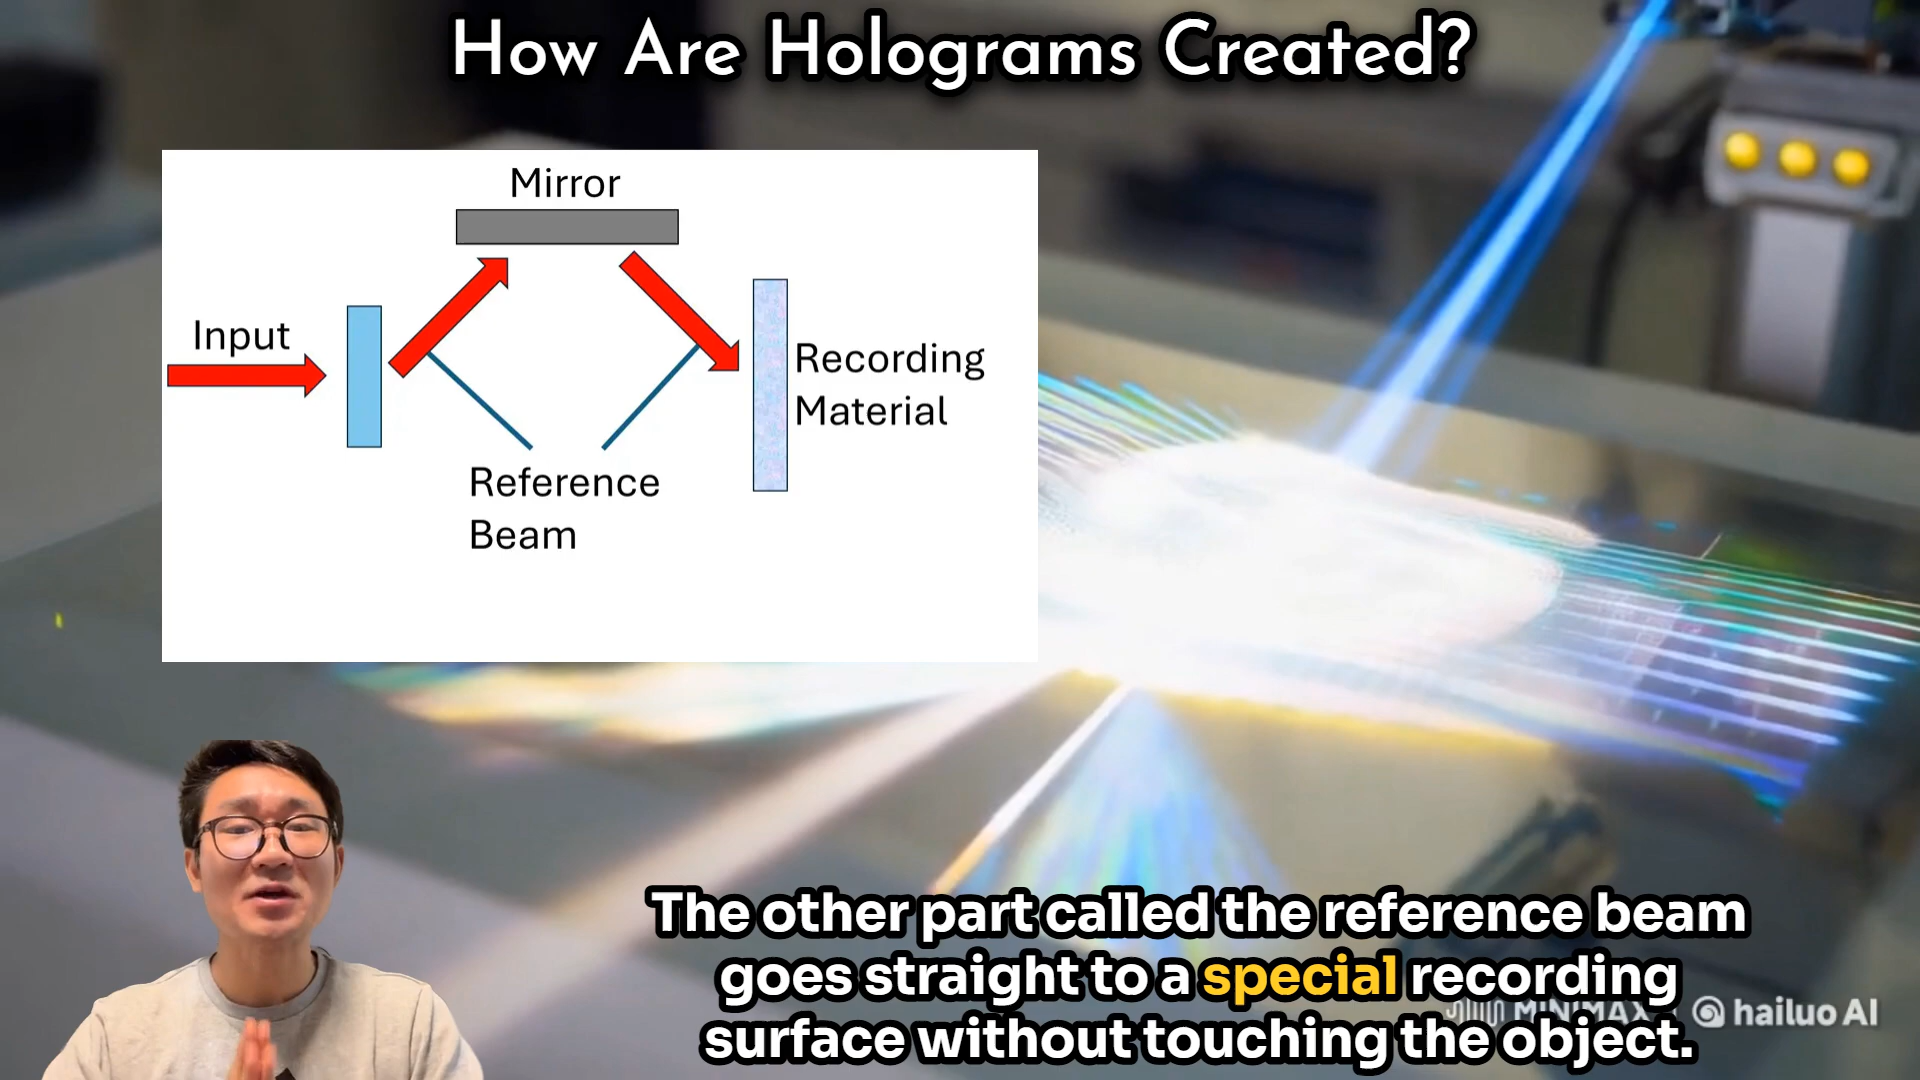 How Are Holograms Created?
Mirror
Input
Recording
Material
Reference
Beam
The other part called the reference beam
goes straight to a special recording
surface without touching the object.
MINIMAX
hailuo AI